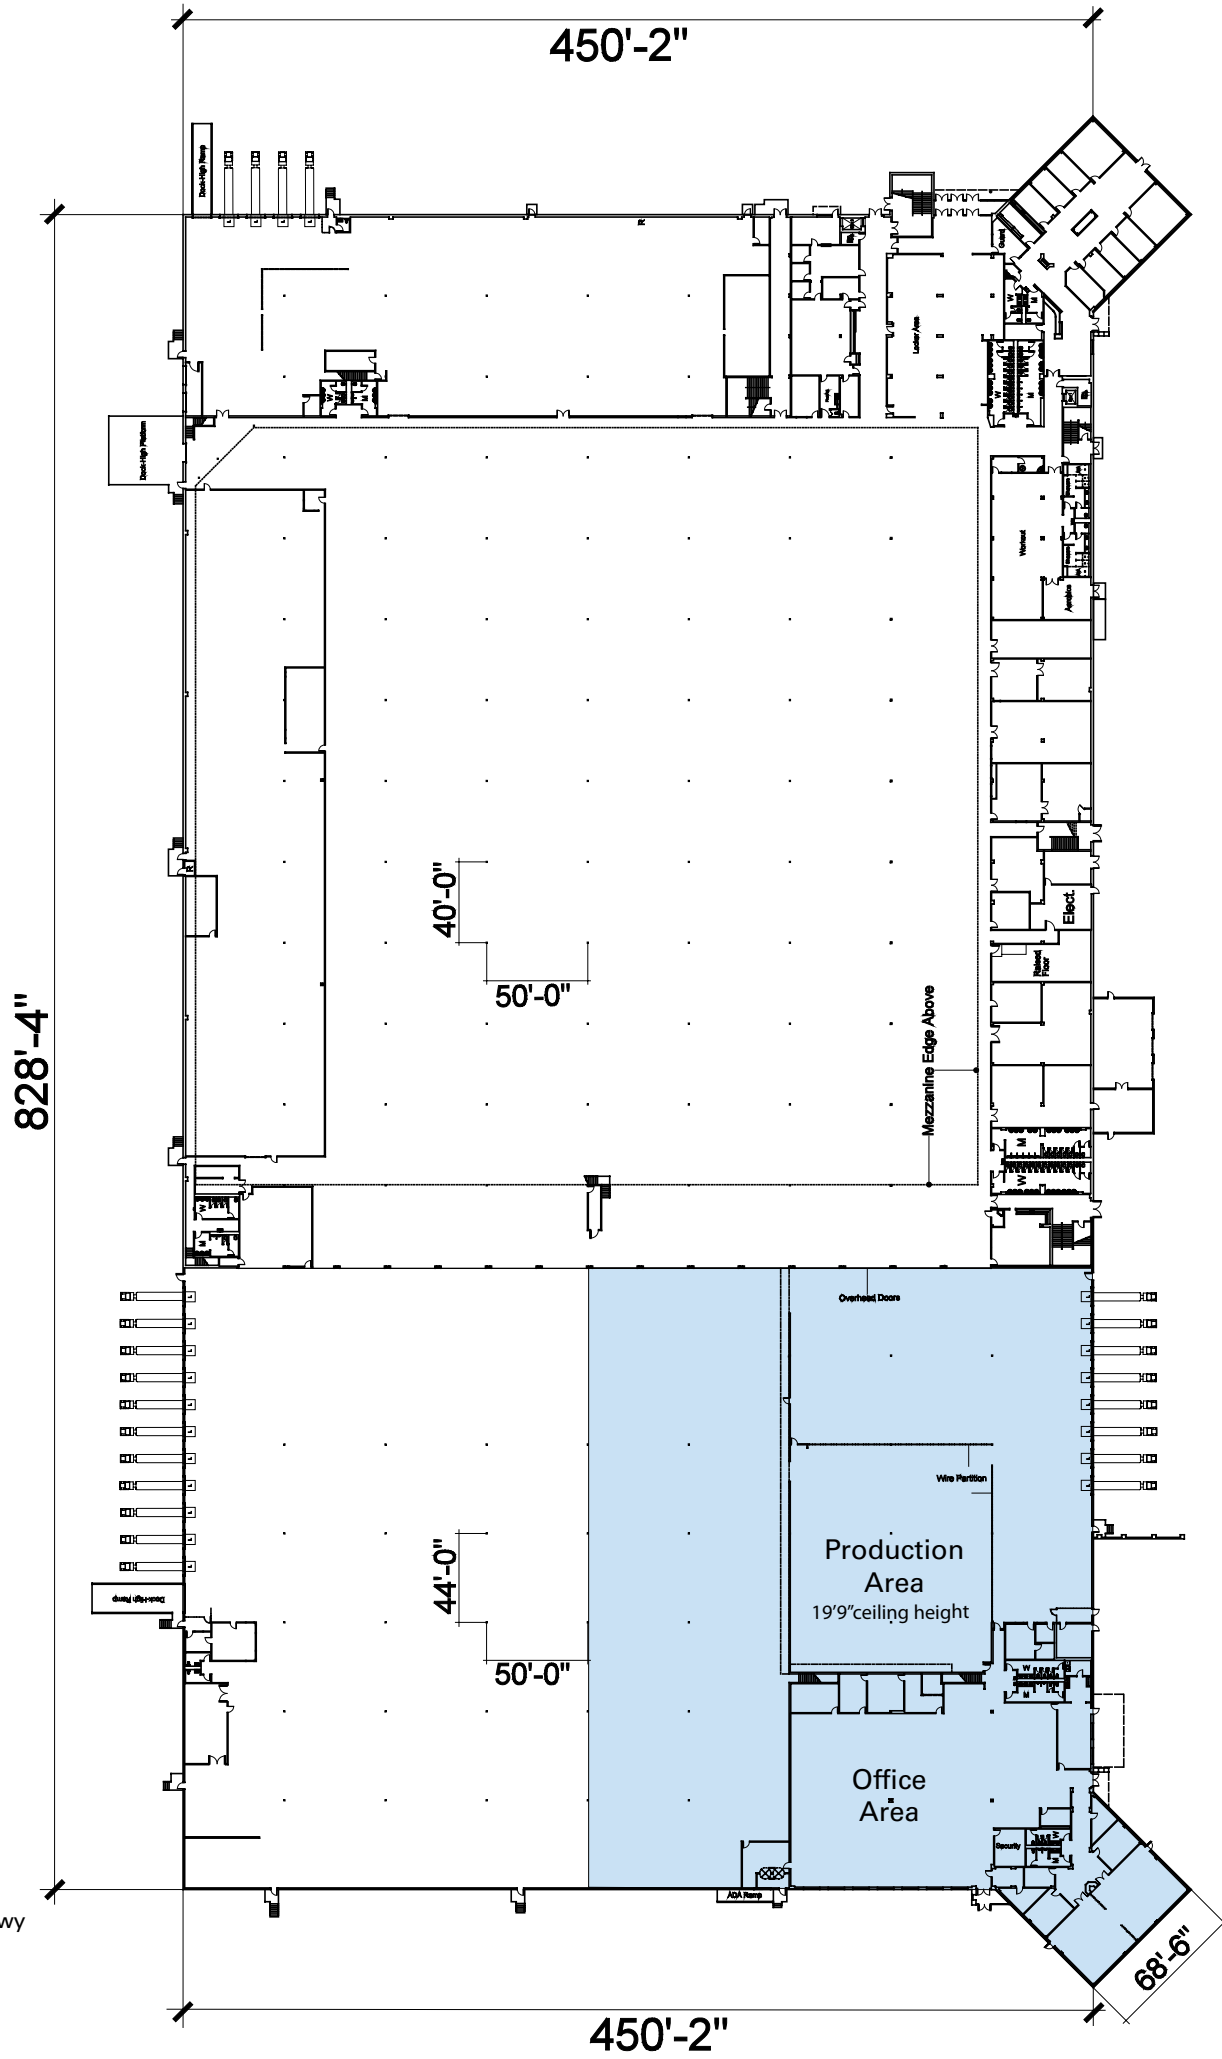 450'-2"
Dock-High Ramp
R
Guard
W
M
Locker Area
W
M
W
M
Dock-High Platform
Workout
Aerobics
R
40'-0"
50'-0"
Elect.
Raised
Floor
828'-4"
Mezzanine Edge Above
M
W
W
M
Overhead Doors
Wire Partition
Production
Area
19'9"ceiling height
44'-0"
50'-0"
Dock-High Ramp
W
M
Office
Area
Security
W
M
ADA Ramp
wy
68'-6"
450'-2"